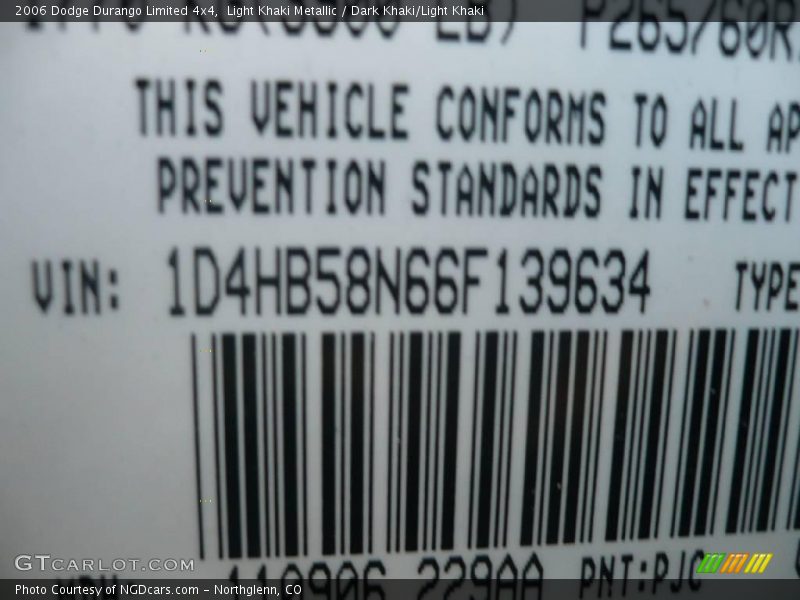 2006 Dodge Durango Limited 4x4, Light Khaki Metallic / Dark Khaki/Light Khaki
P265/60R
THIS VEHICLE CONFORMS TO ALL AP
PREVENTION STANDARDS IN EFFECT
VIN: 1D4HB58N66F139634 TYPE
GTCARLOT.COM
110906 229AA PNT:PJC
Photo Courtesy of NGDcars.com – Northglenn, CO